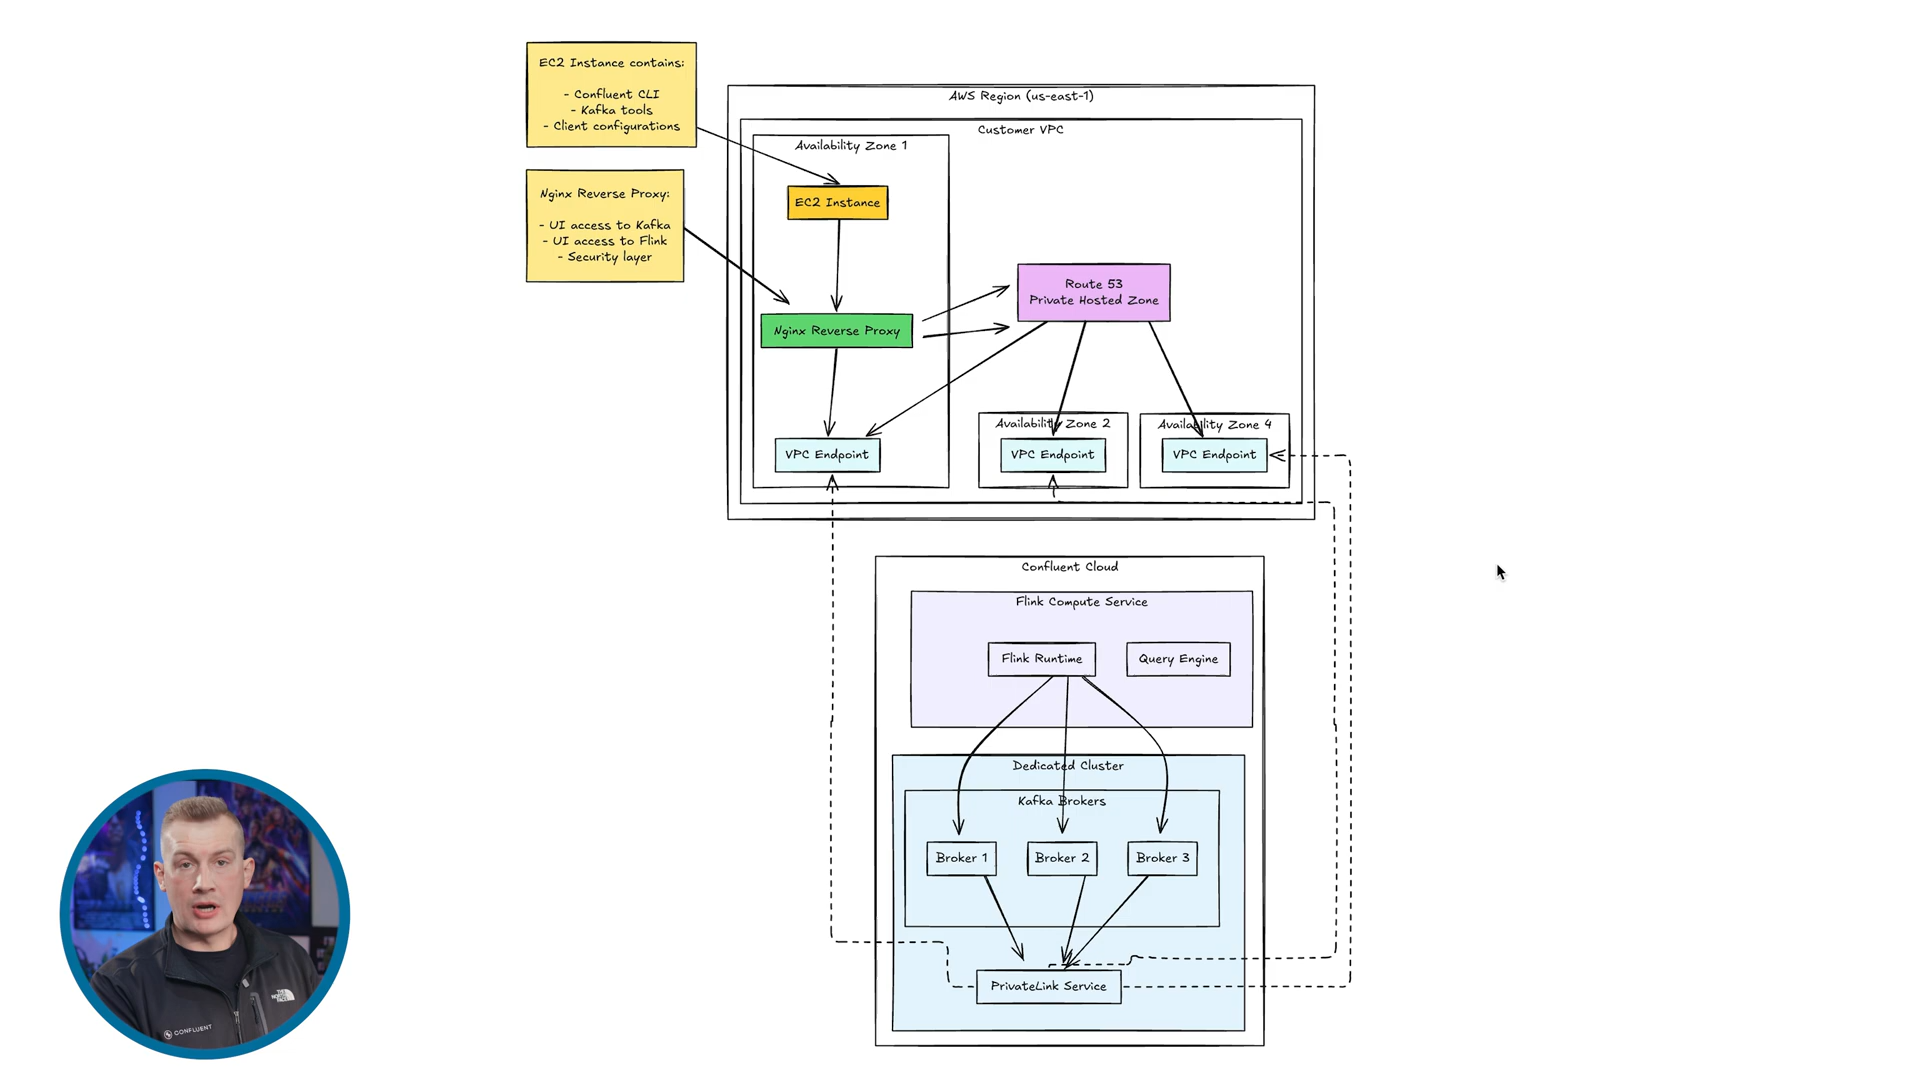 EC2 Instance contains:
- Confluent CLI
- Kafka tools
- Client configurations
Nginx Reverse Proxy:
- UI access to Kafka
- UI access to Flink
- Security layer
AWS Region (us-east-1)
Customer VPC
Availability Zone 1
EC2 Instance
Nginx Reverse Proxy
VPC Endpoint
Route 53
Private Hosted Zone
Availability Zone 2
VPC Endpoint
Availability Zone 4
VPC Endpoint
Confluent Cloud
Flink Compute Service
Flink Runtime
Query Engine
Dedicated Cluster
Kafka Brokers
Broker 1
Broker 2
Broker 3
PrivateLink Service
CONFLUENT
THE NORTH FACE